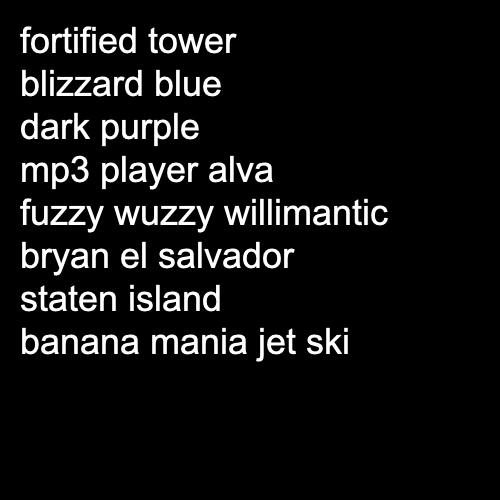 fortified tower
blizzard blue
dark purple
mp3 player alva
fuzzy wuzzy willimantic
bryan el salvador
staten island
banana mania jet ski